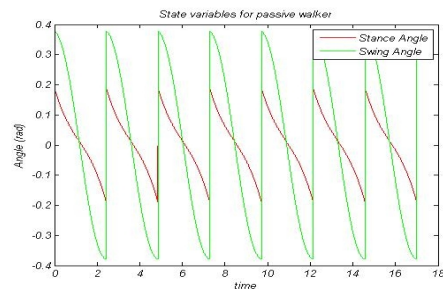 State variables for passive walker
Stance Angle
Swing Angle
Angle (rad)
0.4
0.3
0.2
0.1
0
-0.1
-0.2
-0.3
-0.4
0 2 4 6 8 10 12 14 16 18
time